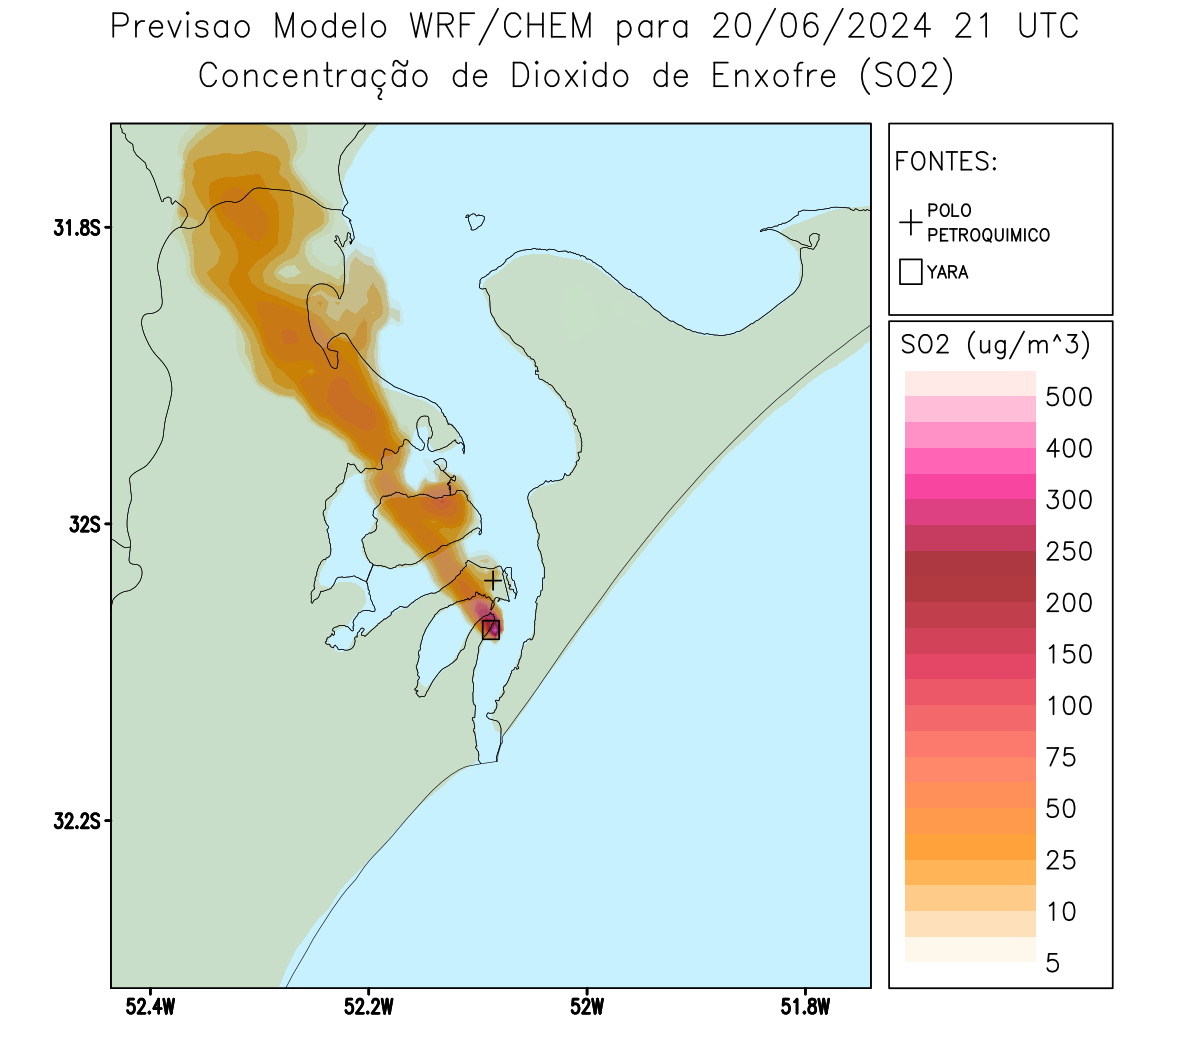 Previsao Modelo WRF/CHEM para 20/06/2024 21 UTC
Concentração de Dioxido de Enxofre (SO2)
FONTES:
POLO
PETROQUIMICO
YARA
SO2 (ug/m^3)
500
400
300
250
200
150
100
75
50
25
10
5
31.8S
32S
32.2S
52.4W
52.2W
52W
51.8W